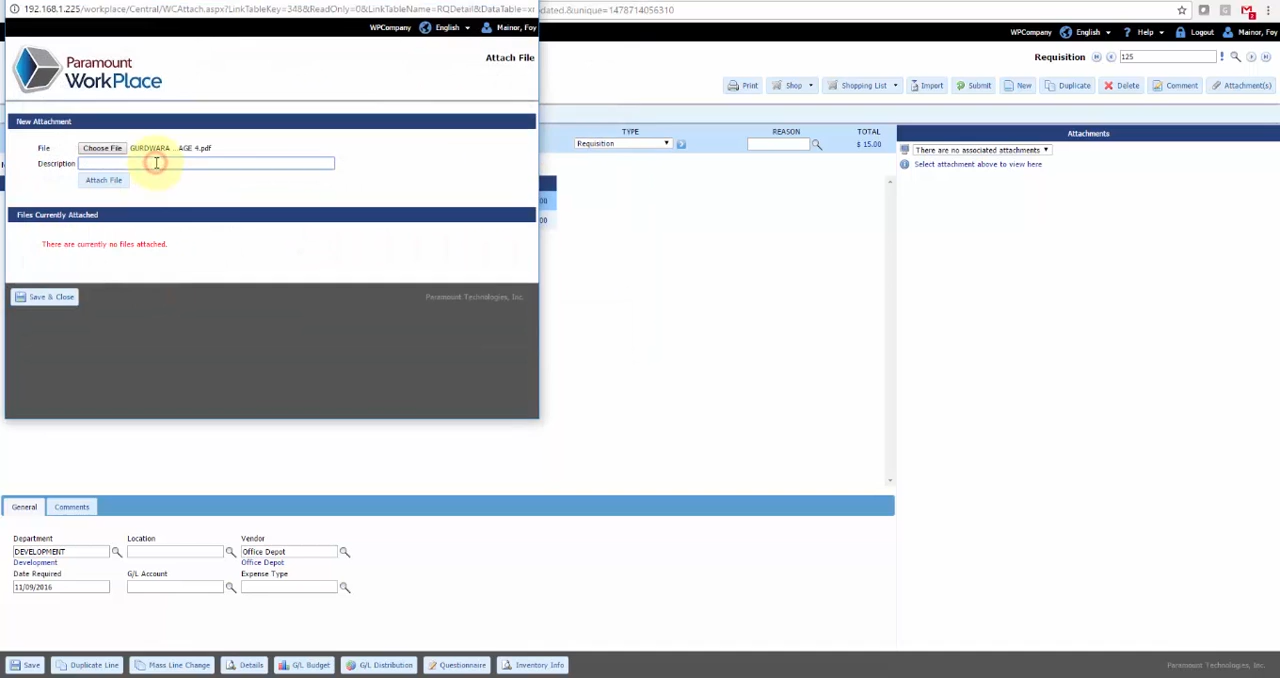 192.168.1.225/workplace/Central/WCAttach.aspx?LinkTableKey=348&ReadOnly=0&LinkTableName=RQDetail&DataTable=x
dated.&unique=1478714056310
WPCompany English Mainor, Foy
WPCompany English Help Logout Mainor, Foy
Paramount WorkPlace
Attach File
Requisition 125
Print Shop Shopping List Import Submit New Duplicate Delete Comment Attachment(s)
New Attachment
File Choose File GURDWARA ...AGE 4.pdf
Description
Attach File
TYPE REASON TOTAL
Requisition $ 15.00
Attachments
There are no associated attachments
Select attachment above to view here
00
00
Files Currently Attached
There are currently no files attached.
Save & Close
Paramount Technologies, Inc.
General Comments
Department Location Vendor
DEVELOPMENT Office Depot
Development Office Depot
Date Required G/L Account Expense Type
11/09/2016
Save Duplicate Line Mass Line Change Details G/L Budget G/L Distribution Questionnaire Inventory Info
Paramount Technologies, Inc.